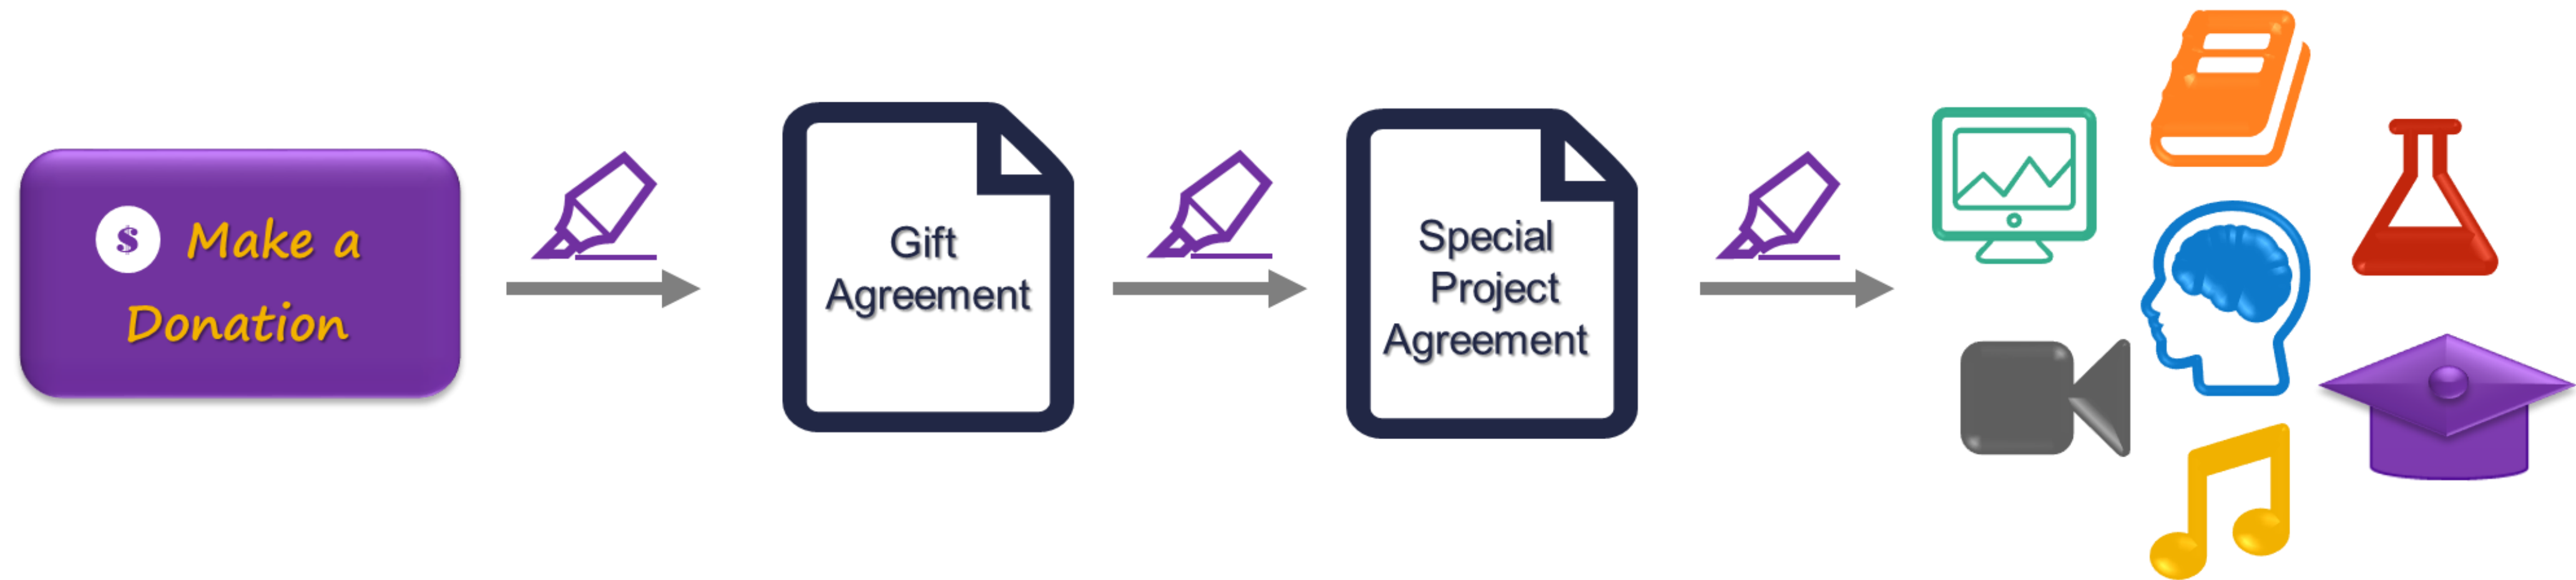 $ Make a
Donation
Gift
Agreement
Special
Project
Agreement